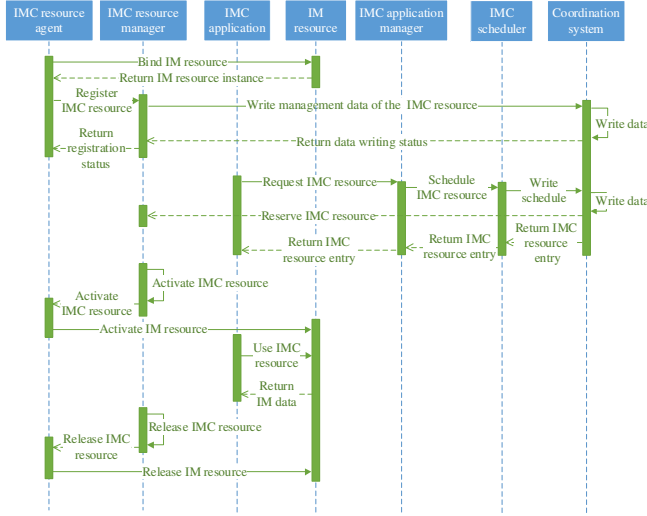 IMC resource
agent
IMC resource
manager
IMC
application
IM
resource
IMC application
manager
IMC
scheduler
Coordination
system
Bind IM resource
Return IM resource instance
Register
IMC resource
Write management data of the IMC resource
Write data
Return
registration
status
Return data writing status
Request IMC resource
Schedule
IMC resource
Write
schedule
Write data
Reserve IMC resource
Return IMC
resource entry
Return IMC
resource entry
Return IMC
resource
entry
Activate IMC resource
Activate
IMC resource
Activate IM resource
Use IMC
resource
Return
IM data
Release IMC resource
Release IMC
resource
Release IM resource